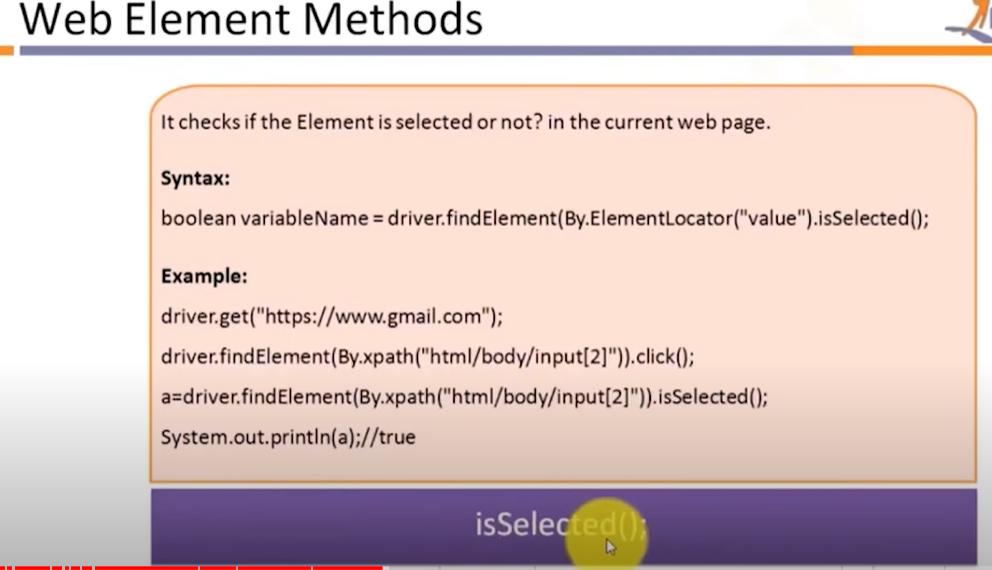 Web Element Methods
It checks if the Element is selected or not? in the current web page.
Syntax:
boolean variableName = driver.findElement(By.ElementLocator("value").isSelected();
Example:
driver.get("https://www.gmail.com");
driver.findElement(By.xpath("html/body/input[2]")).click();
a=driver.findElement(By.xpath("html/body/input[2]")).isSelected();
System.out.println(a);//true
isSelected();